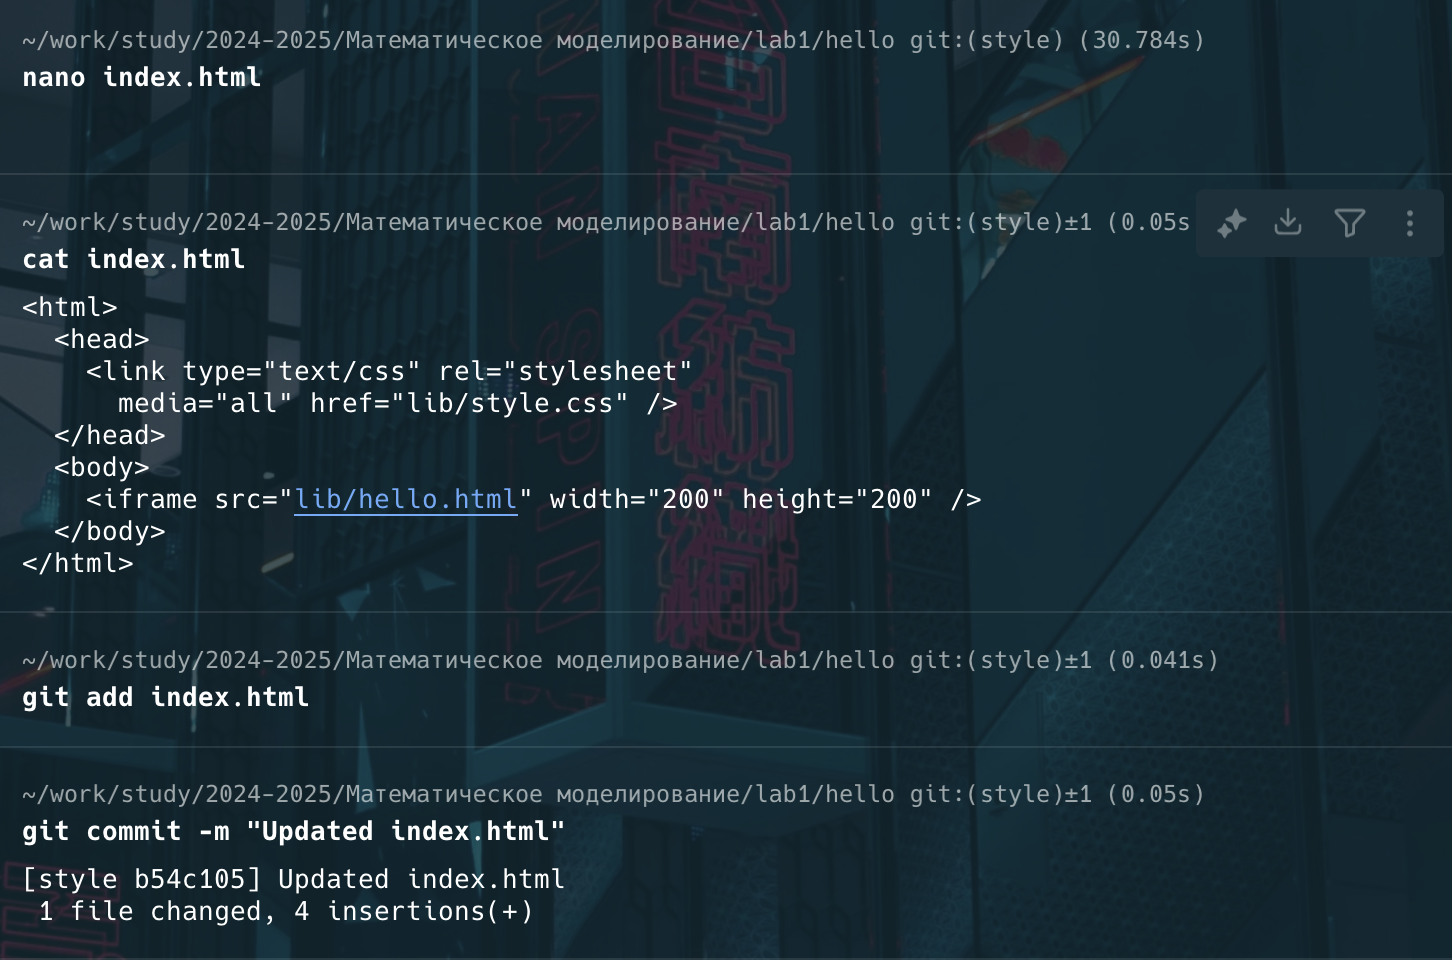 ~/work/study/2024-2025/Математическое моделирование/lab1/hello git:(style) (30.784s)
nano index.html
~/work/study/2024-2025/Математическое моделирование/lab1/hello git:(style)±1 (0.05s
cat index.html
<html>
  <head>
    <link type="text/css" rel="stylesheet"
      media="all" href="lib/style.css" />
  </head>
  <body>
    <iframe src="lib/hello.html" width="200" height="200" />
  </body>
</html>
~/work/study/2024-2025/Математическое моделирование/lab1/hello git:(style)±1 (0.041s)
git add index.html
~/work/study/2024-2025/Математическое моделирование/lab1/hello git:(style)±1 (0.05s)
git commit -m "Updated index.html"
[style b54c105] Updated index.html
 1 file changed, 4 insertions(+)